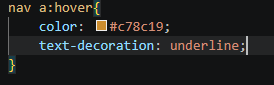 nav a:hover{
color: #c78c19;
text-decoration: underline;
}